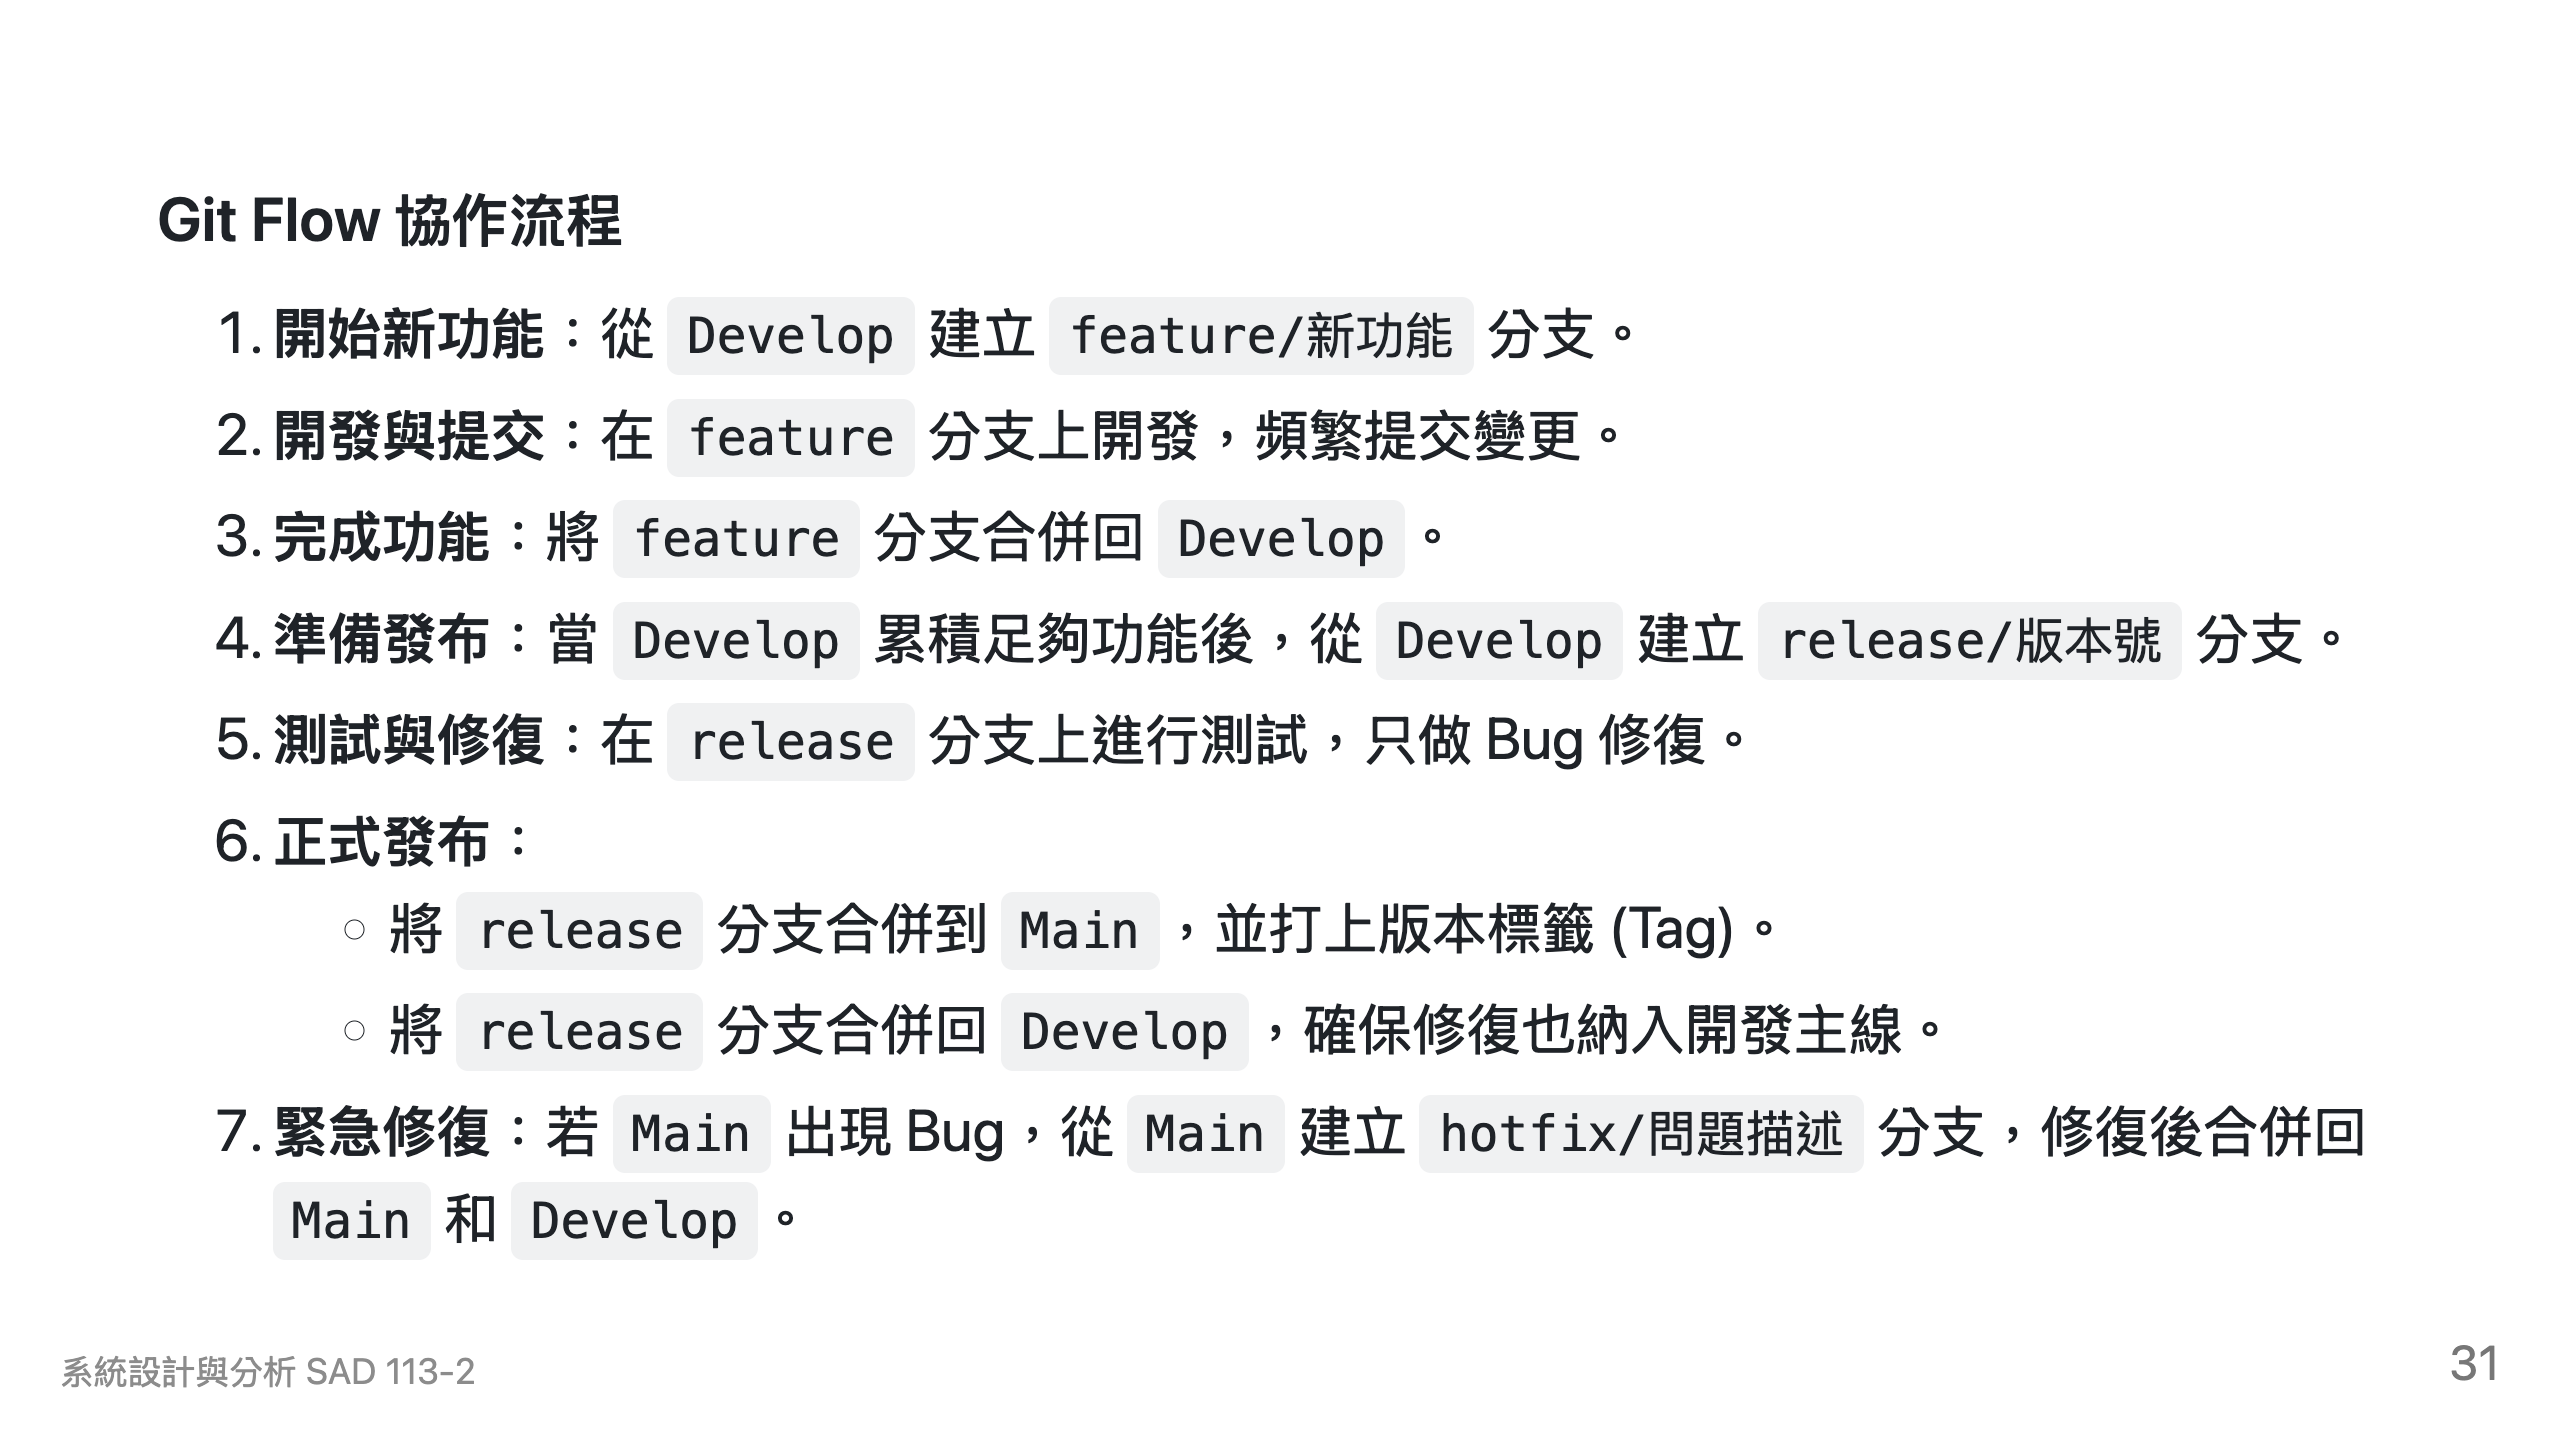 Git Flow 協作流程
1. 開始新功能：從 Develop 建立 feature/新功能 分支。
2. 開發與提交：在 feature 分支上開發，頻繁提交變更。
3. 完成功能：將 feature 分支合併回 Develop 。
4. 準備發布：當 Develop 累積足夠功能後，從 Develop 建立 release/版本號 分支。
5. 測試與修復：在 release 分支上進行測試，只做 Bug 修復。
6. 正式發布：
○ 將 release 分支合併到 Main ，並打上版本標籤 (Tag)。
○ 將 release 分支合併回 Develop ，確保修復也納入開發主線。
7. 緊急修復：若 Main 出現 Bug，從 Main 建立 hotfix/問題描述 分支，修復後合併回
Main 和 Develop 。
系統設計與分析 SAD 113-2
31